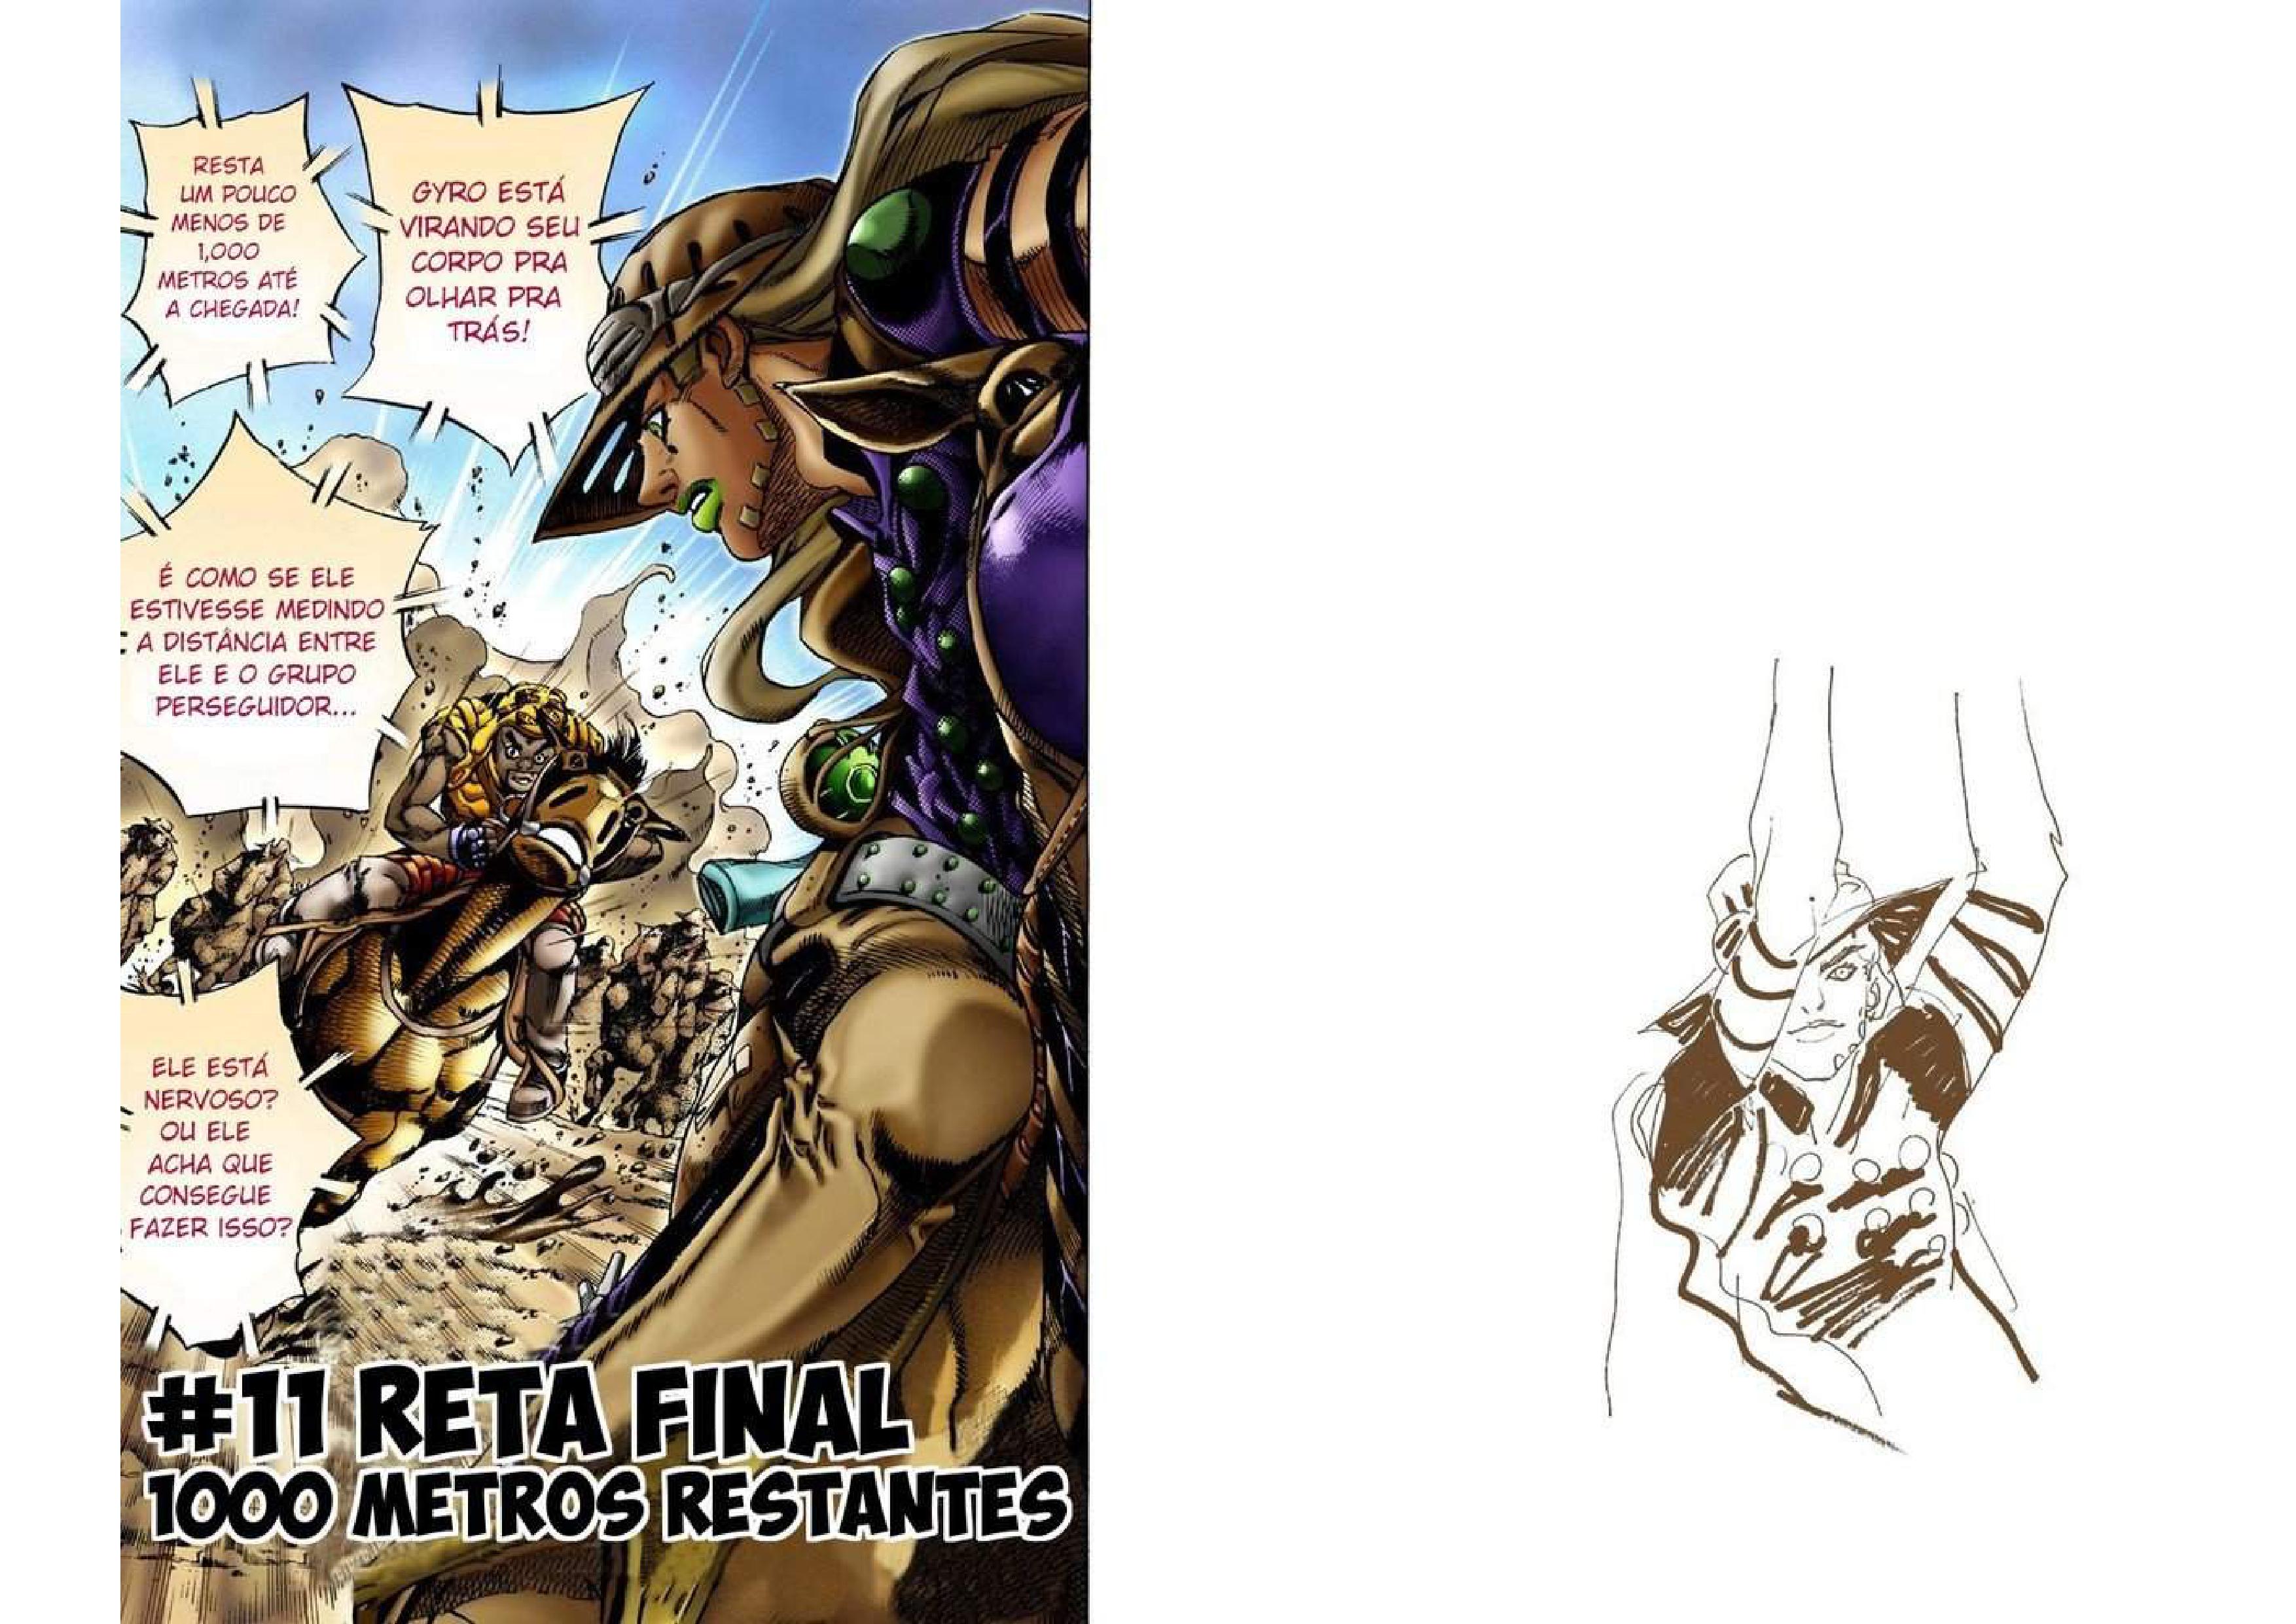 RESTA
UM POUCO
MENOS DE
1,000
METROS ATÉ
A CHEGADA!
GYRO ESTÁ
VIRANDO SEU
CORPO PRA
OLHAR PRA
TRÁS!
É COMO SE ELE
ESTIVESSE MEDINDO
A DISTÂNCIA ENTRE
ELE E O GRUPO
PERSEGUIDOR...
ELE ESTÁ
NERVOSO?
OU ELE
ACHA QUE
CONSEGUE
FAZER ISSO?
#11 RETA FINAL
1000 METROS RESTANTES